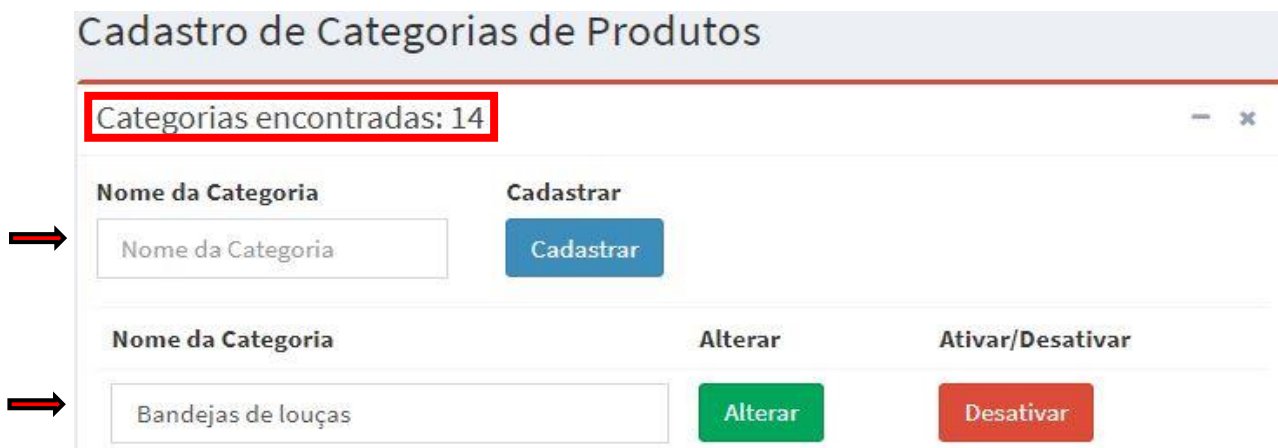 Cadastro de Categorias de Produtos
Categorias encontradas: 14
Nome da Categoria Cadastrar
Nome da Categoria Cadastrar
Nome da Categoria Alterar Ativar/Desativar
Bandejas de louças Alterar Desativar